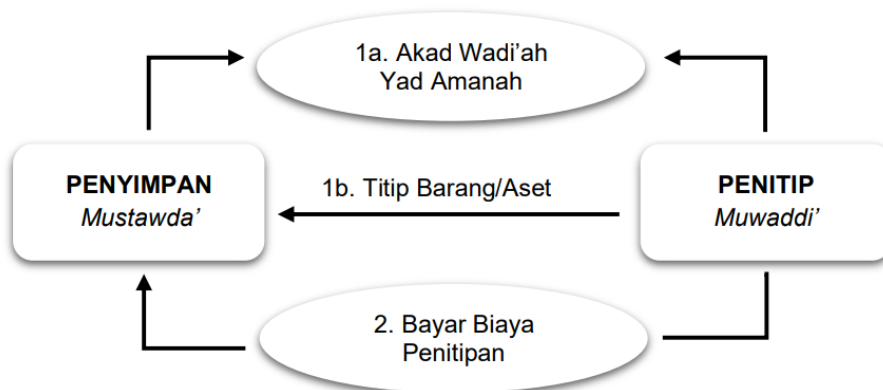 1a. Akad Wadi’ah
Yad Amanah
PENYIMPAN
Mustawda’
1b. Titip Barang/Aset
PENITIP
Muwaddi’
2. Bayar Biaya
Penitipan